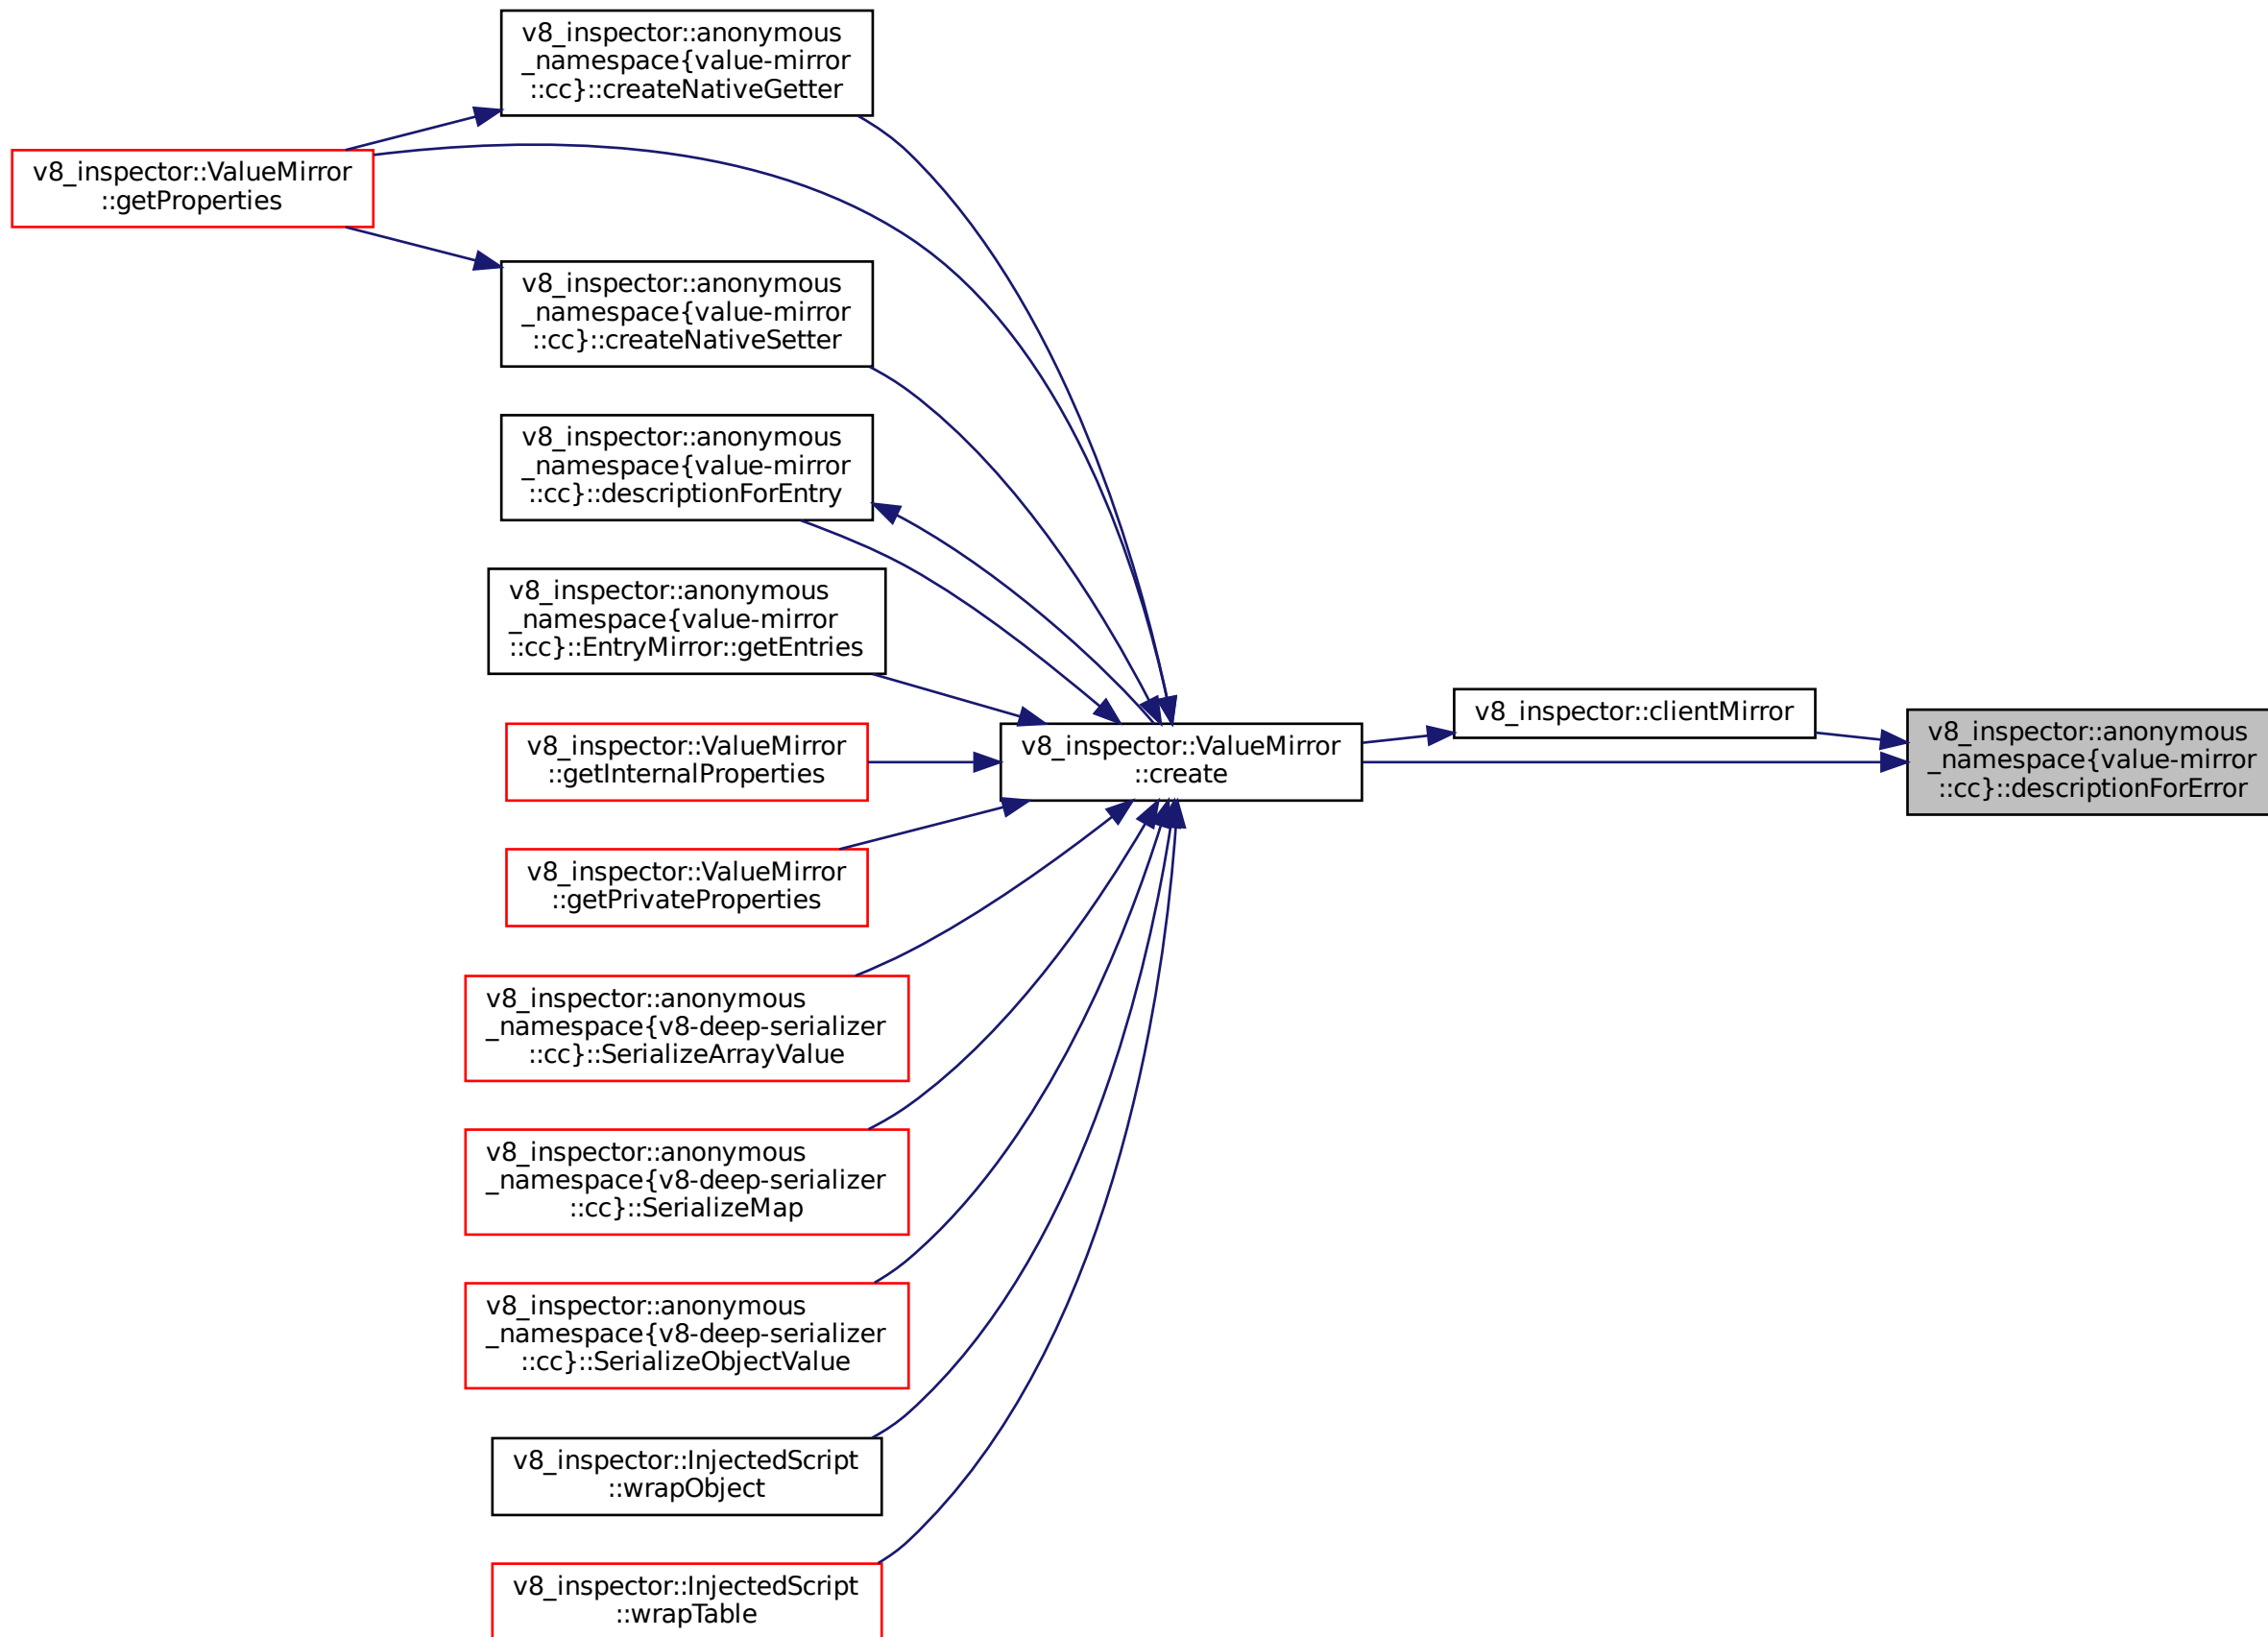 v8_inspector::anonymous
_namespace{value-mirror
::cc}::createNativeGetter
v8_inspector::ValueMirror
::getProperties
v8_inspector::anonymous
_namespace{value-mirror
::cc}::createNativeSetter
v8_inspector::anonymous
_namespace{value-mirror
::cc}::descriptionForEntry
v8_inspector::anonymous
_namespace{value-mirror
::cc}::EntryMirror::getEntries
v8_inspector::ValueMirror
::getInternalProperties
v8_inspector::ValueMirror
::getPrivateProperties
v8_inspector::anonymous
_namespace{v8-deep-serializer
::cc}::SerializeArrayValue
v8_inspector::anonymous
_namespace{v8-deep-serializer
::cc}::SerializeMap
v8_inspector::anonymous
_namespace{v8-deep-serializer
::cc}::SerializeObjectValue
v8_inspector::InjectedScript
::wrapObject
v8_inspector::InjectedScript
::wrapTable
v8_inspector::ValueMirror
::create
v8_inspector::clientMirror
v8_inspector::anonymous
_namespace{value-mirror
::cc}::descriptionForError